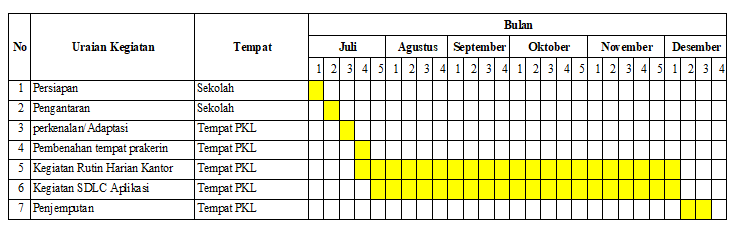 Bulan
No Uraian Kegiatan Tempat
Juli Agustus September Oktober November Desember
1 2 3 4 5 1 2 3 4 1 2 3 4 1 2 3 4 5 1 2 3 4 5 1 2 3 4
1 Persiapan Sekolah
2 Pengantaran Sekolah
3 perkenalan/Adaptasi Tempat PKL
4 Pembenahan tempat prakerin Tempat PKL
5 Kegiatan Rutin Harian Kantor Tempat PKL
6 Kegiatan SDLC Aplikasi Tempat PKL
7 Penjemputan Tempat PKL